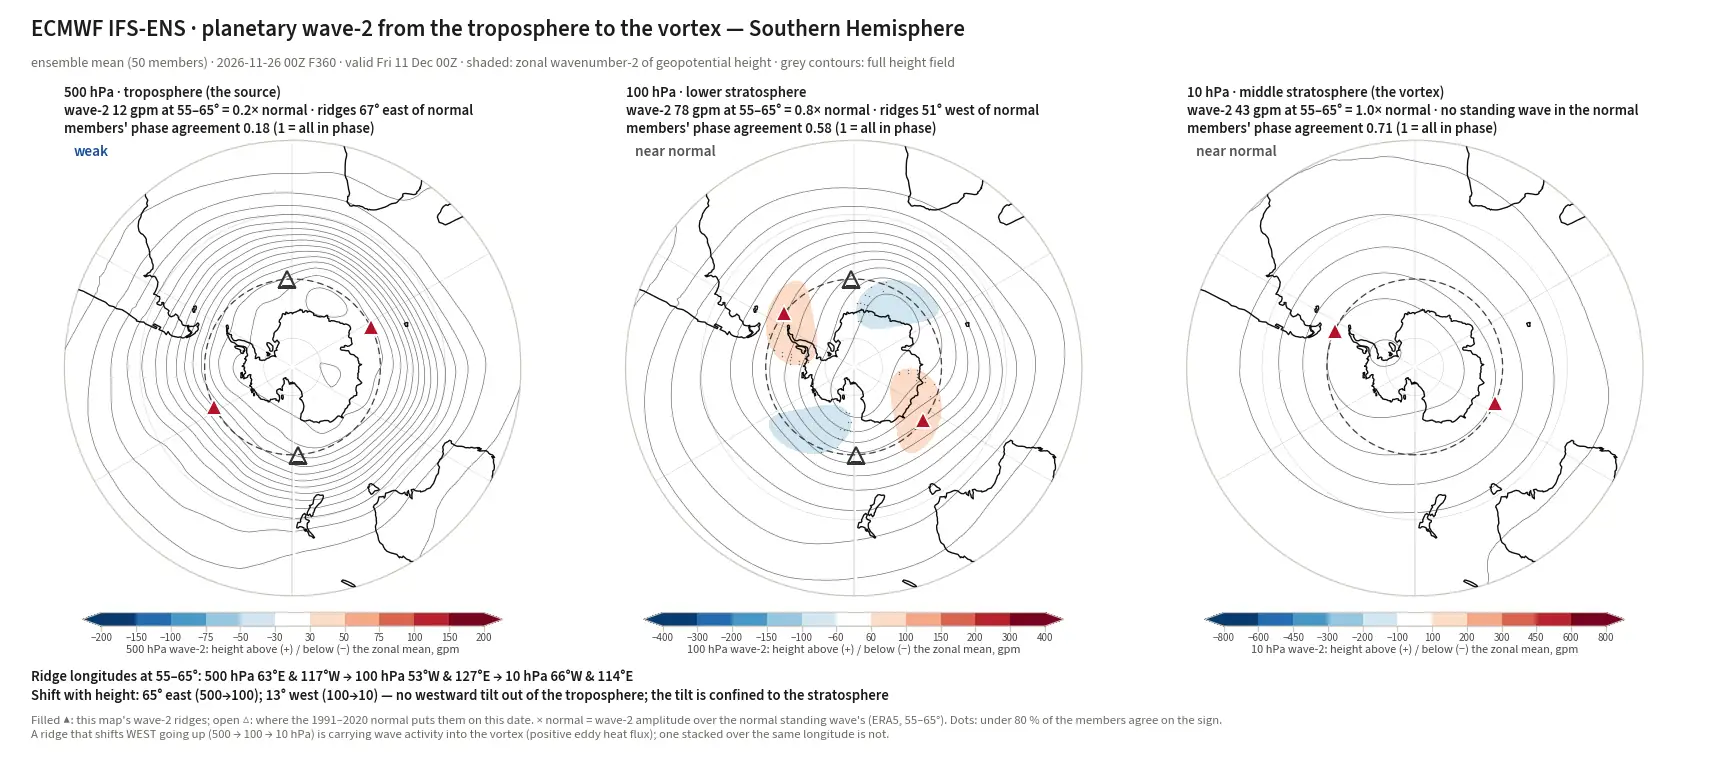 ECMWF IFS-ENS · planetary wave-2 from the troposphere to the vortex — Southern Hemisphere
ensemble mean (50 members) · 2026-11-26 00Z F360 · valid Fri 11 Dec 00Z · shaded: zonal wavenumber-2 of geopotential height · grey contours: full height field
500 hPa · troposphere (the source)
wave-2 12 gpm at 55–65° = 0.2× normal · ridges 67° east of normal
members' phase agreement 0.18 (1 = all in phase)
weak
100 hPa · lower stratosphere
wave-2 78 gpm at 55–65° = 0.8× normal · ridges 51° west of normal
members' phase agreement 0.58 (1 = all in phase)
near normal
10 hPa · middle stratosphere (the vortex)
wave-2 43 gpm at 55–65° = 1.0× normal · no standing wave in the normal
members' phase agreement 0.71 (1 = all in phase)
near normal
−200 −150 −100 −75 −50 −30 30 50 75 100 150 200
500 hPa wave-2: height above (+) / below (−) the zonal mean, gpm
−400 −300 −200 −150 −100 −60 60 100 150 200 300 400
100 hPa wave-2: height above (+) / below (−) the zonal mean, gpm
−800 −600 −450 −300 −200 −100 100 200 300 450 600 800
10 hPa wave-2: height above (+) / below (−) the zonal mean, gpm
Ridge longitudes at 55–65°: 500 hPa 63°E & 117°W → 100 hPa 53°W & 127°E → 10 hPa 66°W & 114°E
Shift with height: 65° east (500→100); 13° west (100→10) — no westward tilt out of the troposphere; the tilt is confined to the stratosphere
Filled ▲: this map's wave-2 ridges; open △: where the 1991–2020 normal puts them on this date. × normal = wave-2 amplitude over the normal standing wave's (ERA5, 55–65°). Dots: under 80 % of the members agree on the sign.
A ridge that shifts WEST going up (500 → 100 → 10 hPa) is carrying wave activity into the vortex (positive eddy heat flux); one stacked over the same longitude is not.